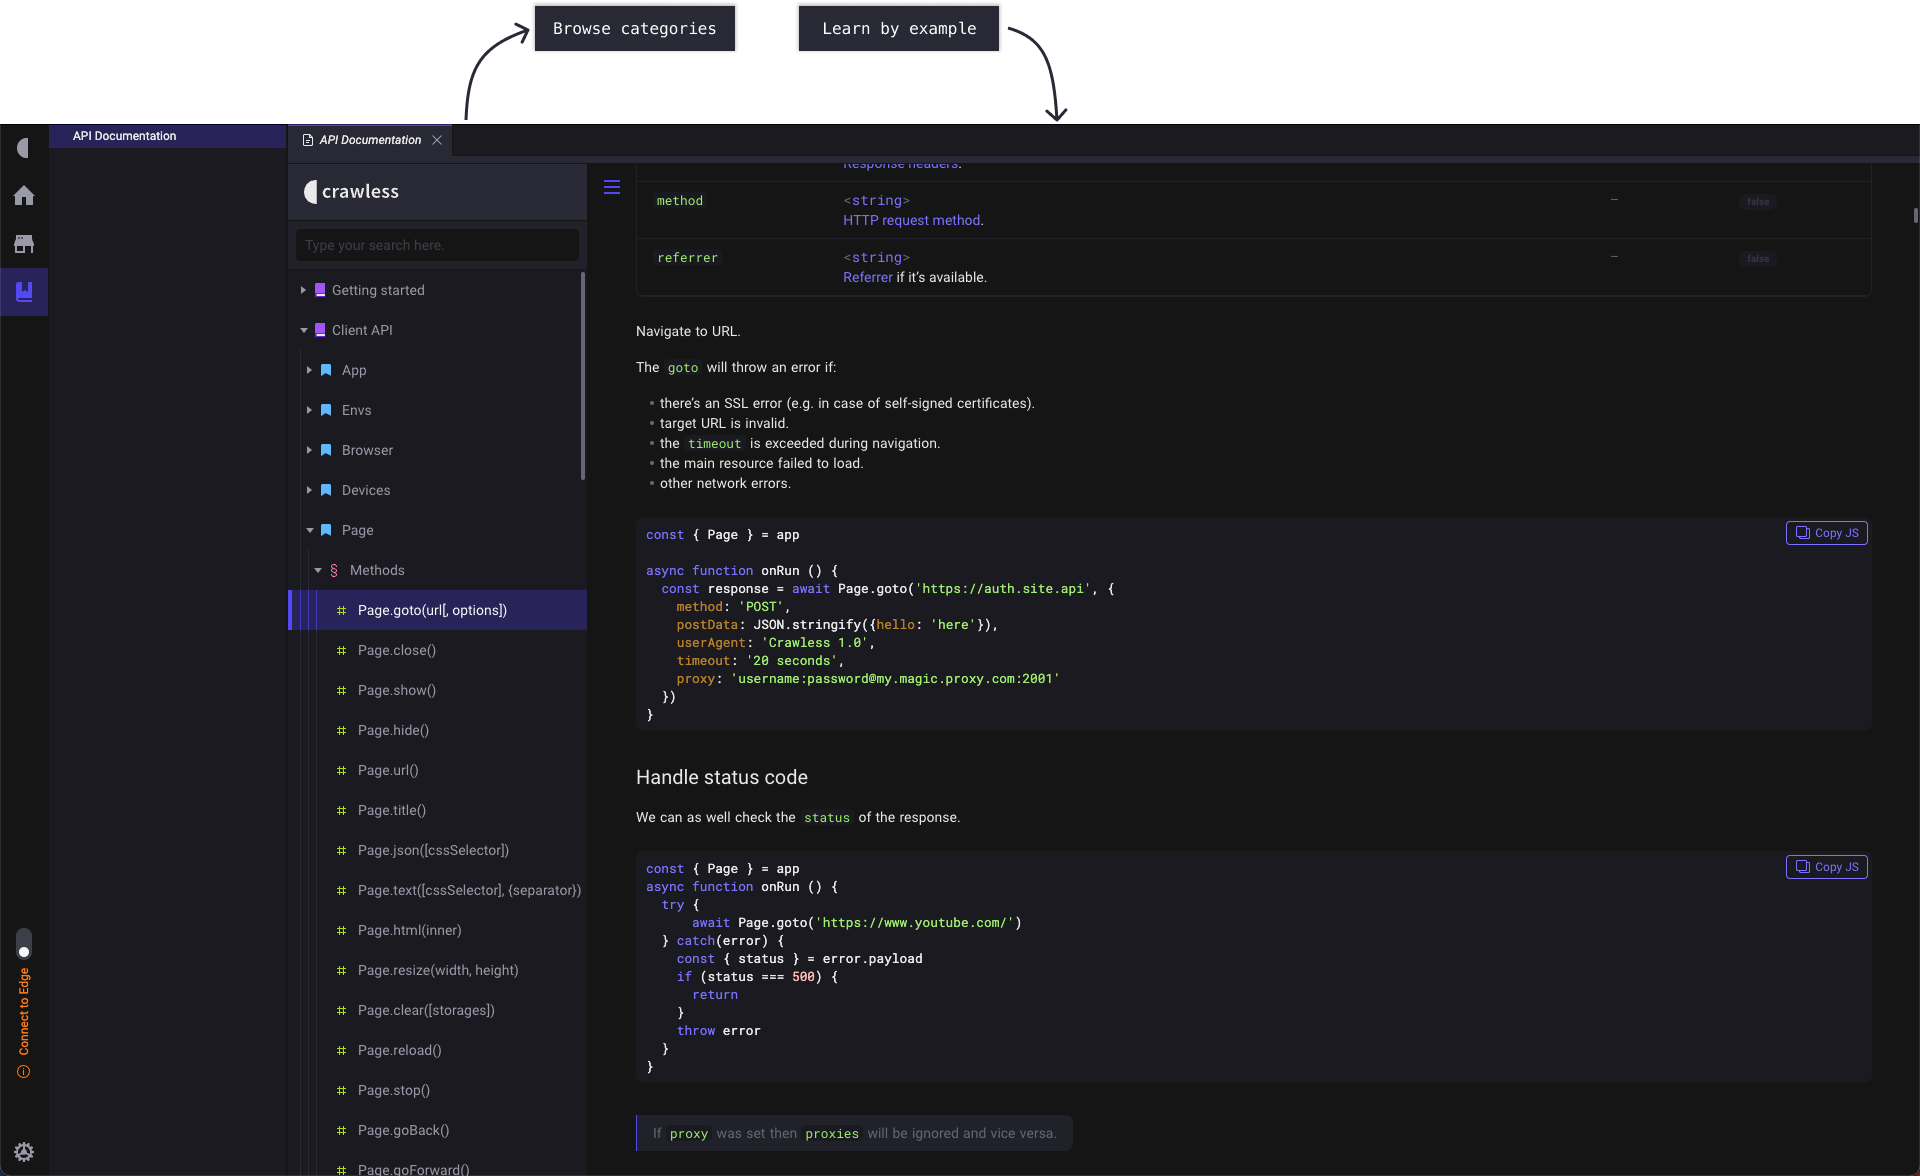 Browse categories
Learn by example
API Documentation
API Documentation
crawless
Type your search here.
Getting started
Client API
App
Envs
Browser
Devices
Page
§ Methods
# Page.goto(url[, options])
# Page.close()
# Page.show()
# Page.hide()
# Page.url()
# Page.title()
# Page.json([cssSelector])
# Page.text([cssSelector], {separator})
# Page.html(inner)
# Page.resize(width, height)
# Page.clear([storages])
# Page.reload()
# Page.stop()
# Page.goBack()
# Page.goForward()
Connect to Edge
Response headers.
method <string> – false
HTTP request method.
referrer <string> – false
Referrer if it’s available.
Navigate to URL.
The goto will throw an error if:
• there’s an SSL error (e.g. in case of self-signed certificates).
• target URL is invalid.
• the timeout is exceeded during navigation.
• the main resource failed to load.
• other network errors.
Copy JS
const { Page } = app
async function onRun () {
const response = await Page.goto('https://auth.site.api', {
method: 'POST',
postData: JSON.stringify({hello: 'here'}),
userAgent: 'Crawless 1.0',
timeout: '20 seconds',
proxy: 'username:password@my.magic.proxy.com:2001'
})
}
Handle status code
We can as well check the status of the response.
Copy JS
const { Page } = app
async function onRun () {
try {
await Page.goto('https://www.youtube.com/')
} catch(error) {
const { status } = error.payload
if (status === 500) {
return
}
throw error
}
}
If proxy was set then proxies will be ignored and vice versa.